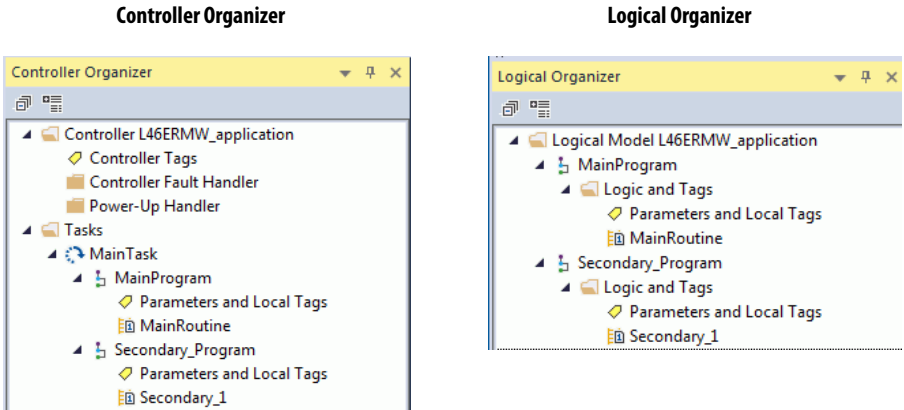 Controller Organizer
Logical Organizer
Controller Organizer
Controller L46ERMW_application
Controller Tags
Controller Fault Handler
Power-Up Handler
Tasks
MainTask
MainProgram
Parameters and Local Tags
MainRoutine
Secondary_Program
Parameters and Local Tags
Secondary_1
Logical Organizer
Logical Model L46ERMW_application
MainProgram
Logic and Tags
Parameters and Local Tags
MainRoutine
Secondary_Program
Logic and Tags
Parameters and Local Tags
Secondary_1